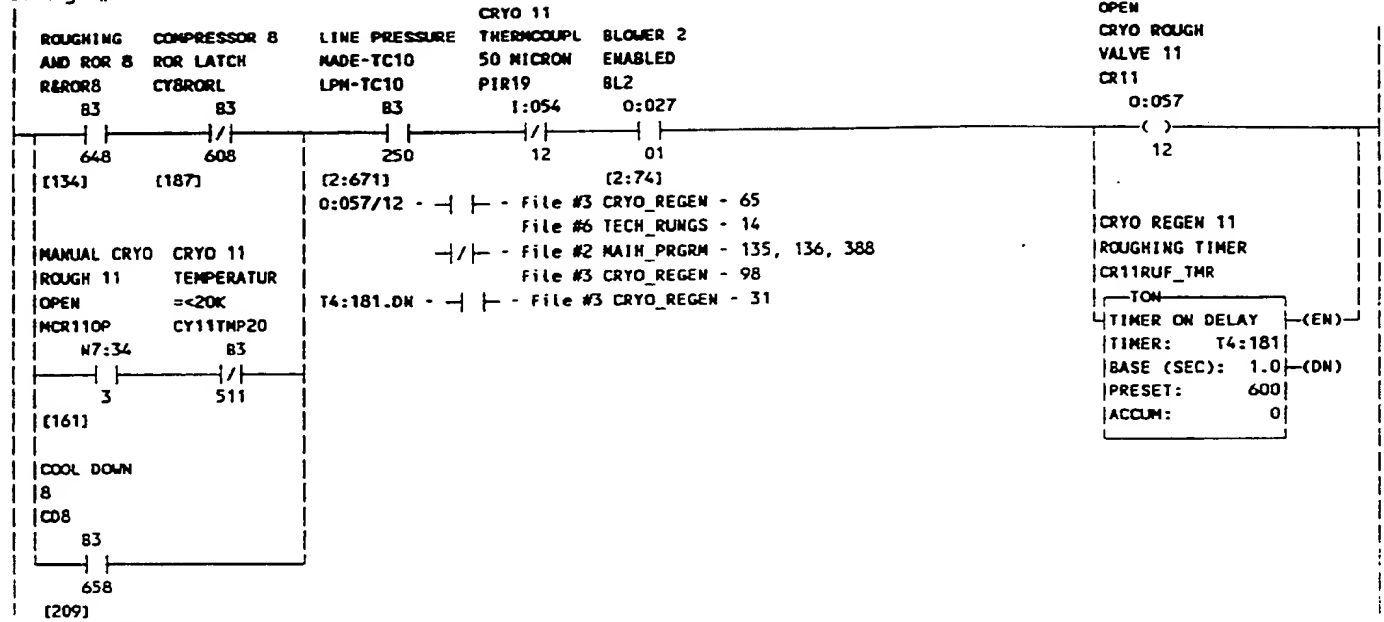 CRYO 11
OPEN
ROUGHING COMPRESSOR 8 LINE PRESSURE THERMCOUPL BLOWER 2 CRYO ROUGH
AND ROR 8 ROR LATCH MADE-TC10 50 MICRON ENABLED VALVE 11
R&ROR8 CY8RORL LPM-TC10 PIR19 BL2 CR11
B3 B3 B3 I:054 O:027 O:057
648 608 250 12 01 12
[134] [187] [2:671] [2:74]
O:057/12 - ┤ ├ - File #3 CRYO_REGEN - 65
File #6 TECH_RUNGS - 14
┤/├ - File #2 MAIN_PRGRM - 135, 136, 388
File #3 CRYO_REGEN - 98
T4:181.DN - ┤ ├ - File #3 CRYO_REGEN - 31
MANUAL CRYO CRYO 11
ROUGH 11 TEMPERATUR
OPEN =<20K
MCR11OP CY11TMP20
N7:34 B3
3 511
[161]
COOL DOWN
8
CD8
B3
658
[209]
CRYO REGEN 11
ROUGHING TIMER
CR11RUF_TMR
TON
TIMER ON DELAY (EN)
TIMER: T4:181
BASE (SEC): 1.0 (DN)
PRESET: 600
ACCUM: 0